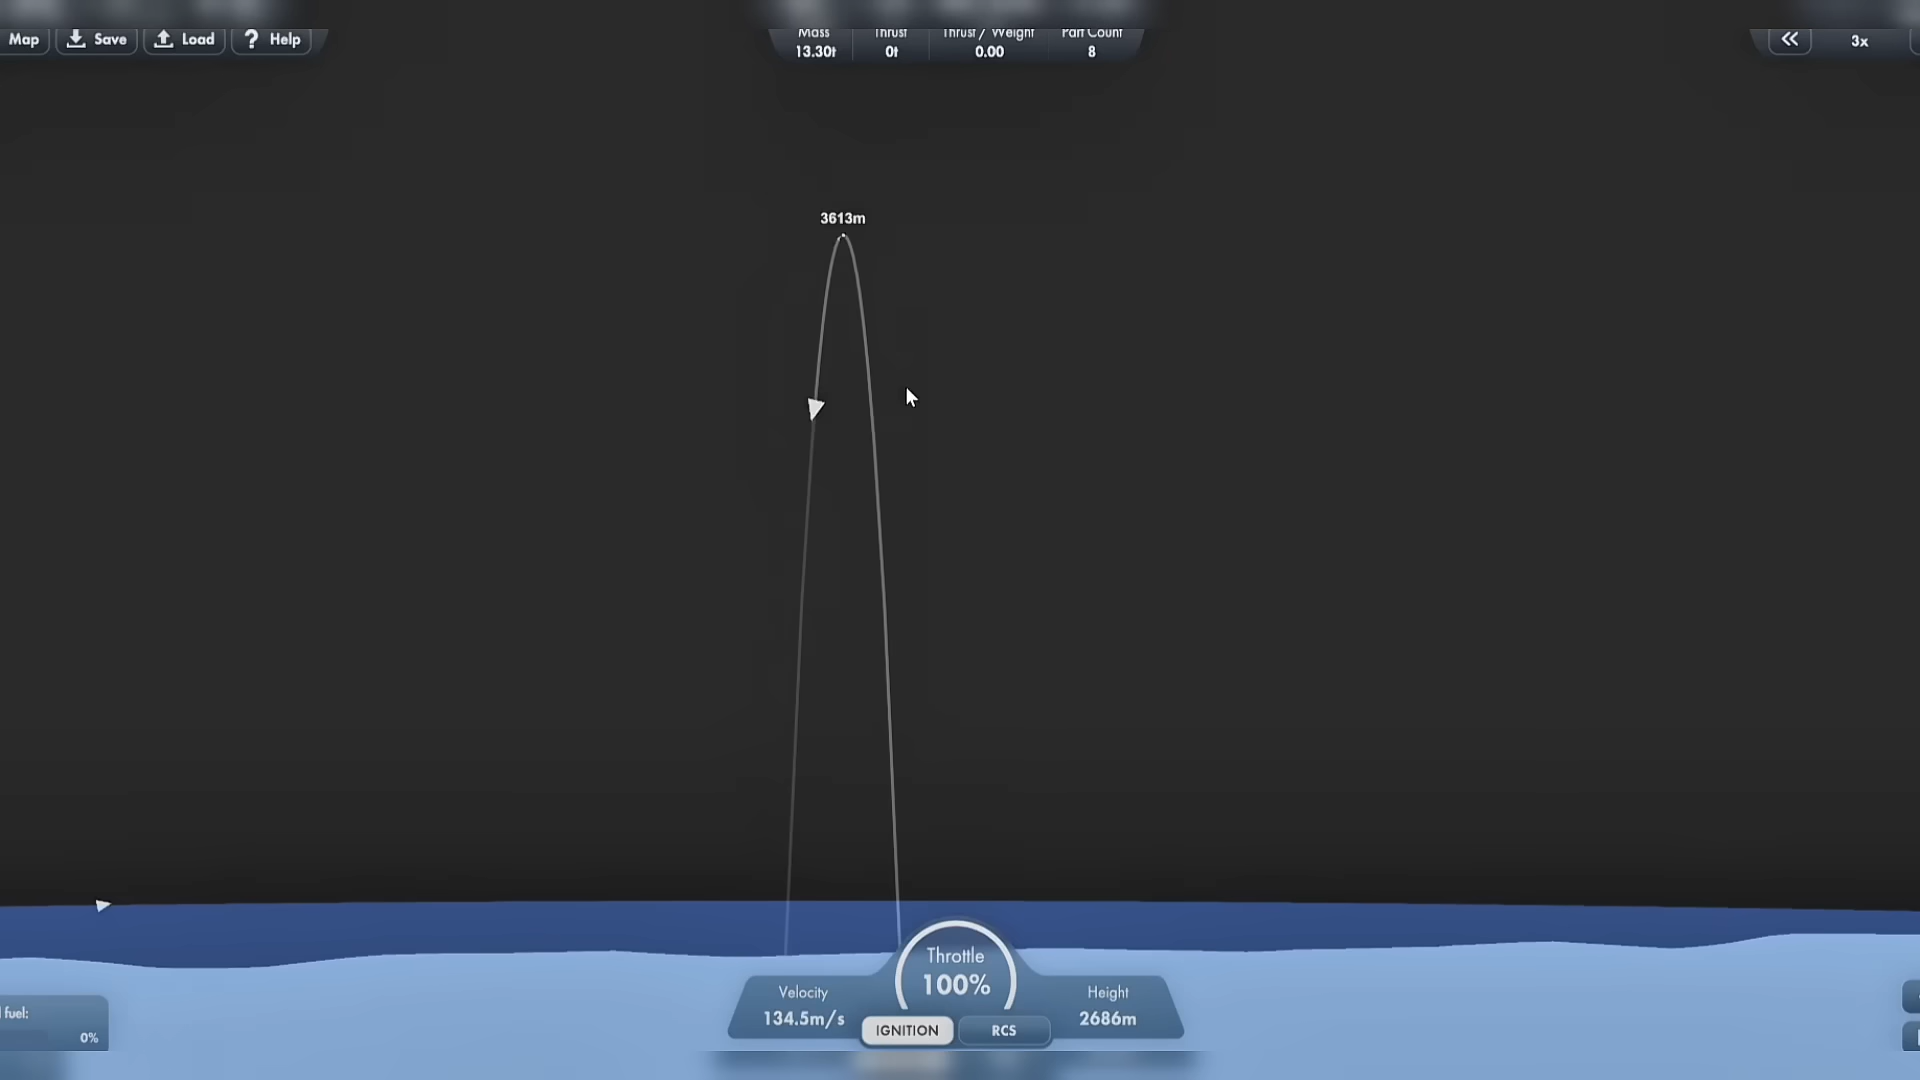 Map Save Load ? Help
Mass Thrust Thrust / Weight Part Count
13.30t 0t 0.00 8
3x
3613m
Throttle
100%
Velocity Height
134.5m/s 2686m
IGNITION RCS
fuel:
0%